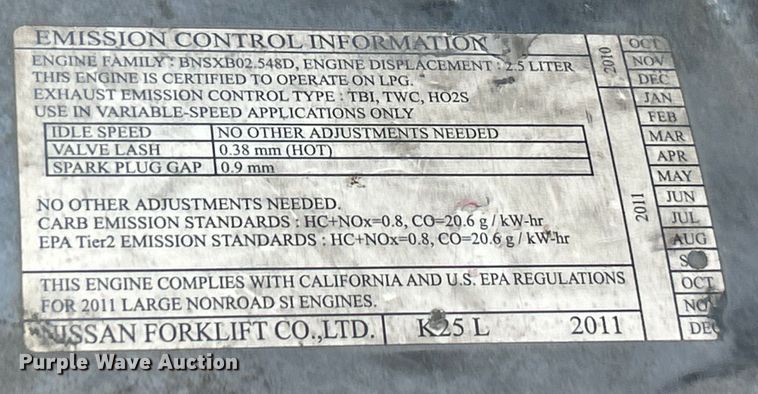 EMISSION CONTROL INFORMATION
ENGINE FAMILY : BNSXB02.548D, ENGINE DISPLACEMENT : 2.5 LITER
THIS ENGINE IS CERTIFIED TO OPERATE ON LPG.
EXHAUST EMISSION CONTROL TYPE : TBI, TWC, HO2S
USE IN VARIABLE-SPEED APPLICATIONS ONLY
IDLE SPEED NO OTHER ADJUSTMENTS NEEDED
VALVE LASH 0.38 mm (HOT)
SPARK PLUG GAP 0.9 mm
NO OTHER ADJUSTMENTS NEEDED.
CARB EMISSION STANDARDS : HC+NOx=0.8, CO=20.6 g / kW-hr
EPA Tier2 EMISSION STANDARDS : HC+NOx=0.8, CO=20.6 g / kW-hr
THIS ENGINE COMPLIES WITH CALIFORNIA AND U.S. EPA REGULATIONS
FOR 2011 LARGE NONROAD SI ENGINES.
NISSAN FORKLIFT CO.,LTD. K25 L 2011
2010
OCT
NOV
DEC
2011
JAN
FEB
MAR
APR
MAY
JUN
JUL
AUG
OCT
NOV
DEC
Purple Wave Auction